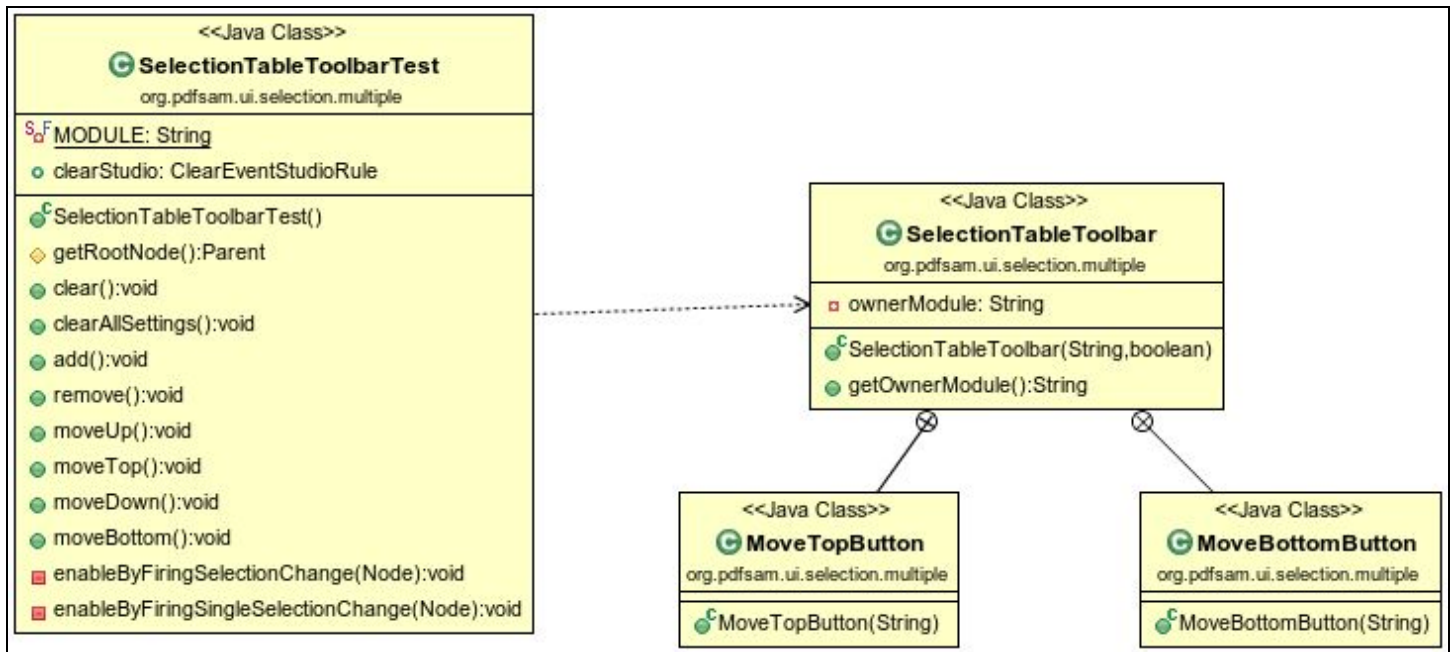 <<Java Class>>
SelectionTableToolbarTest
org.pdfsam.ui.selection.multiple
MODULE: String
clearStudio: ClearEventStudioRule
SelectionTableToolbarTest()
getRootNode():Parent
clear():void
clearAllSettings():void
add():void
remove():void
moveUp():void
moveTop():void
moveDown():void
moveBottom():void
enableByFiringSelectionChange(Node):void
enableByFiringSingleSelectionChange(Node):void
<<Java Class>>
SelectionTableToolbar
org.pdfsam.ui.selection.multiple
ownerModule: String
SelectionTableToolbar(String,boolean)
getOwnerModule():String
<<Java Class>>
MoveTopButton
org.pdfsam.ui.selection.multiple
MoveTopButton(String)
<<Java Class>>
MoveBottomButton
org.pdfsam.ui.selection.multiple
MoveBottomButton(String)